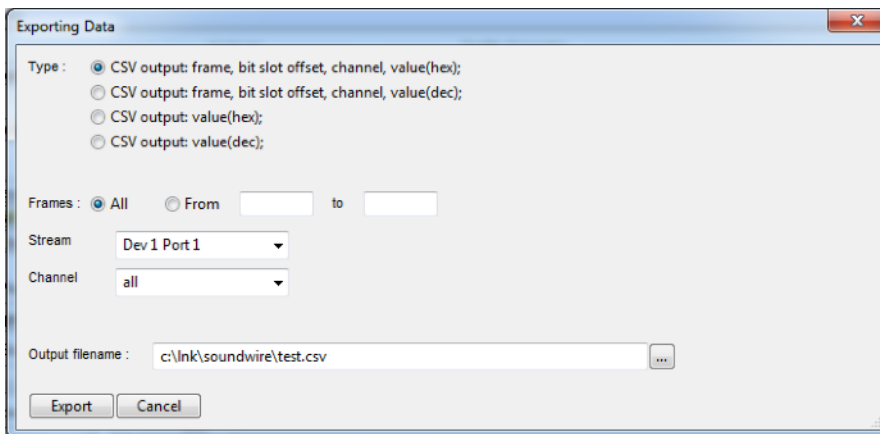 Exporting Data
Type : CSV output: frame, bit slot offset, channel, value(hex);
CSV output: frame, bit slot offset, channel, value(dec);
CSV output: value(hex);
CSV output: value(dec);
Frames : All From to
Stream Dev 1 Port 1
Channel all
Output filename : c:\lnk\soundwire\test.csv ...
Export Cancel